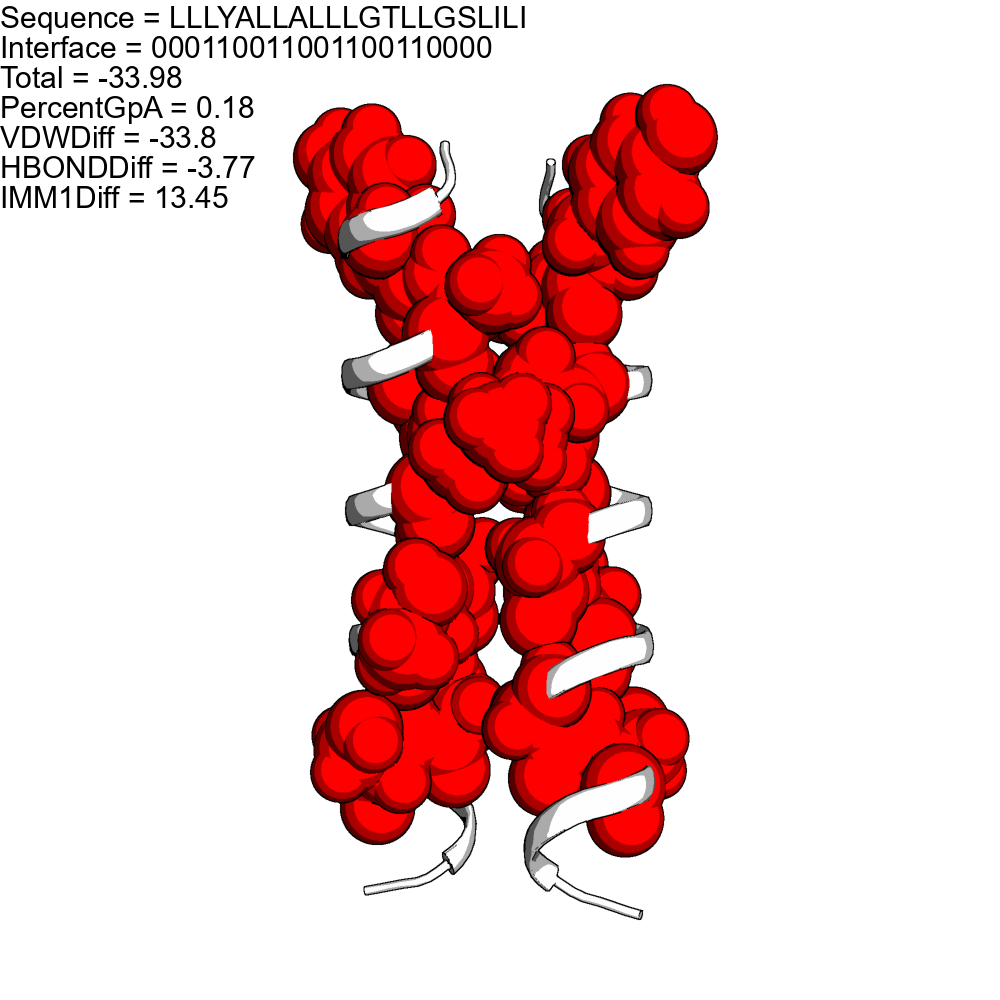 Sequence = LLLYALLALLLGTLLGSLILI
Interface = 000110011001100110000
Total = -33.98
PercentGpA = 0.18
VDWDiff = -33.8
HBONDDiff = -3.77
IMM1Diff = 13.45